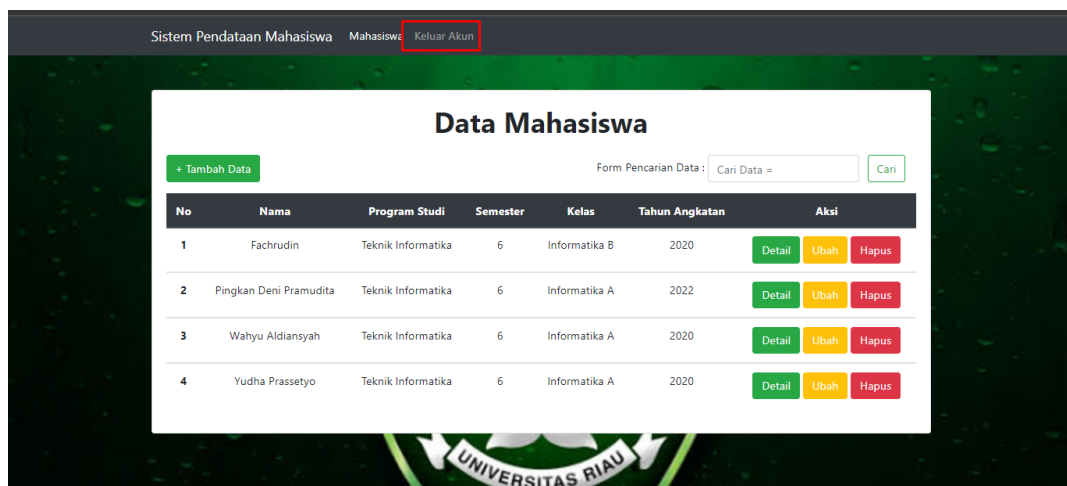 Sistem Pendataan Mahasiswa Mahasiswa Keluar Akun
Data Mahasiswa
+ Tambah Data Form Pencarian Data : Cari Data = Cari
No Nama Program Studi Semester Kelas Tahun Angkatan Aksi
1 Fachrudin Teknik Informatika 6 Informatika B 2020 Detail Ubah Hapus
2 Pingkan Deni Pramudita Teknik Informatika 6 Informatika A 2022 Detail Ubah Hapus
3 Wahyu Aldiansyah Teknik Informatika 6 Informatika A 2020 Detail Ubah Hapus
4 Yudha Prassetyo Teknik Informatika 6 Informatika A 2020 Detail Ubah Hapus
UNIVERSITAS RIAU